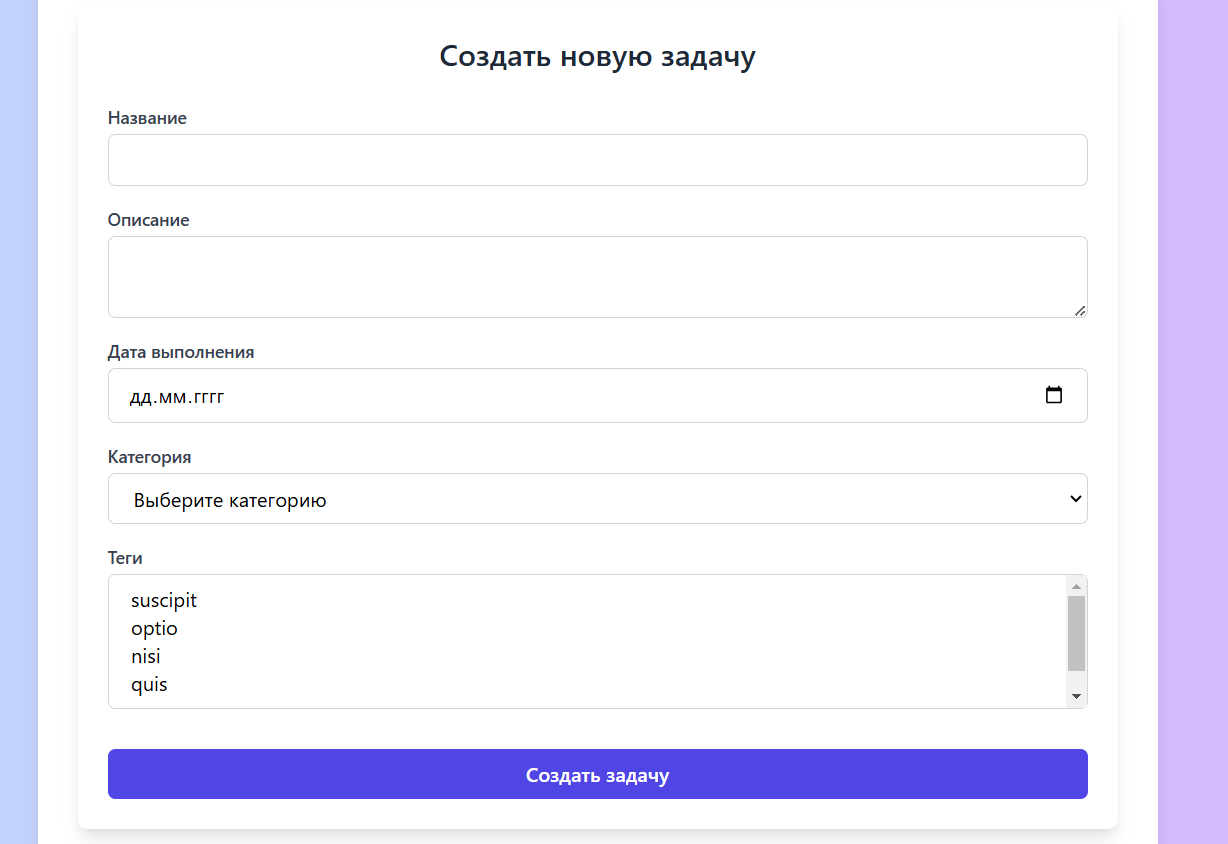 Создать новую задачу
Название
Описание
Дата выполнения
дд.мм.гггг
Категория
Выберите категорию
Теги
suscipit
optio
nisi
quis
Создать задачу